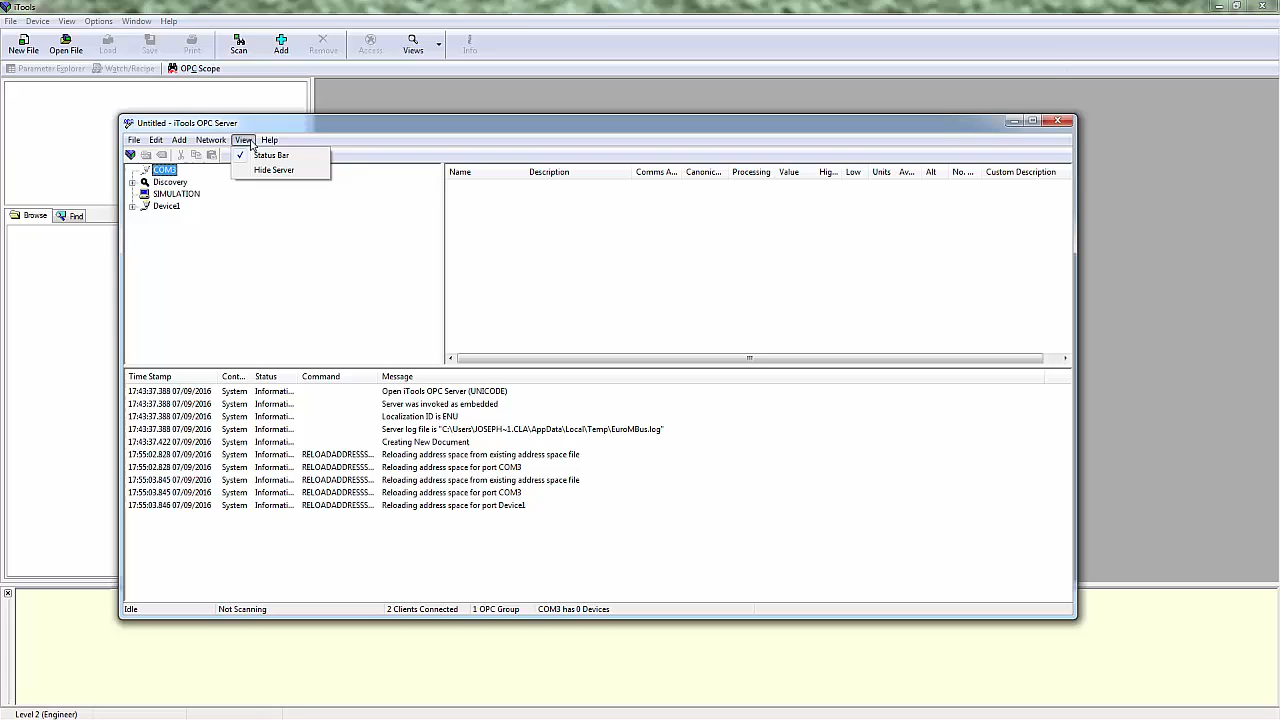 iTools
File Device View Options Window Help
New File Open File Load Save Print Scan Add Remove Access Views Info
Parameter Explorer Watch/Recipe OPC Scope
Untitled - iTools OPC Server
File Edit Add Network View Help
Status Bar
Hide Server
COM3
Discovery
SIMULATION
Device1
Name Description Comms A... Canonic... Processing Value Hig... Low Units Av... Alt No. ... Custom Description
Browse Find
Time Stamp Cont... Status Command Message
17:43:37.388 07/09/2016 System Informati... Open iTools OPC Server (UNICODE)
17:43:37.388 07/09/2016 System Informati... Server was invoked as embedded
17:43:37.388 07/09/2016 System Informati... Localization ID is ENU
17:43:37.388 07/09/2016 System Informati... Server log file is "C:\Users\JOSEPH~1.CLA\AppData\Local\Temp\EuroMBus.log"
17:43:37.422 07/09/2016 System Informati... Creating New Document
17:55:02.828 07/09/2016 System Informati... RELOADADDRESSS... Reloading address space from existing address space file
17:55:02.828 07/09/2016 System Informati... RELOADADDRESSS... Reloading address space for port COM3
17:55:03.845 07/09/2016 System Informati... RELOADADDRESSS... Reloading address space from existing address space file
17:55:03.845 07/09/2016 System Informati... RELOADADDRESSS... Reloading address space for port COM3
17:55:03.846 07/09/2016 System Informati... RELOADADDRESSS... Reloading address space for port Device1
Idle Not Scanning 2 Clients Connected 1 OPC Group COM3 has 0 Devices
Level 2 (Engineer)